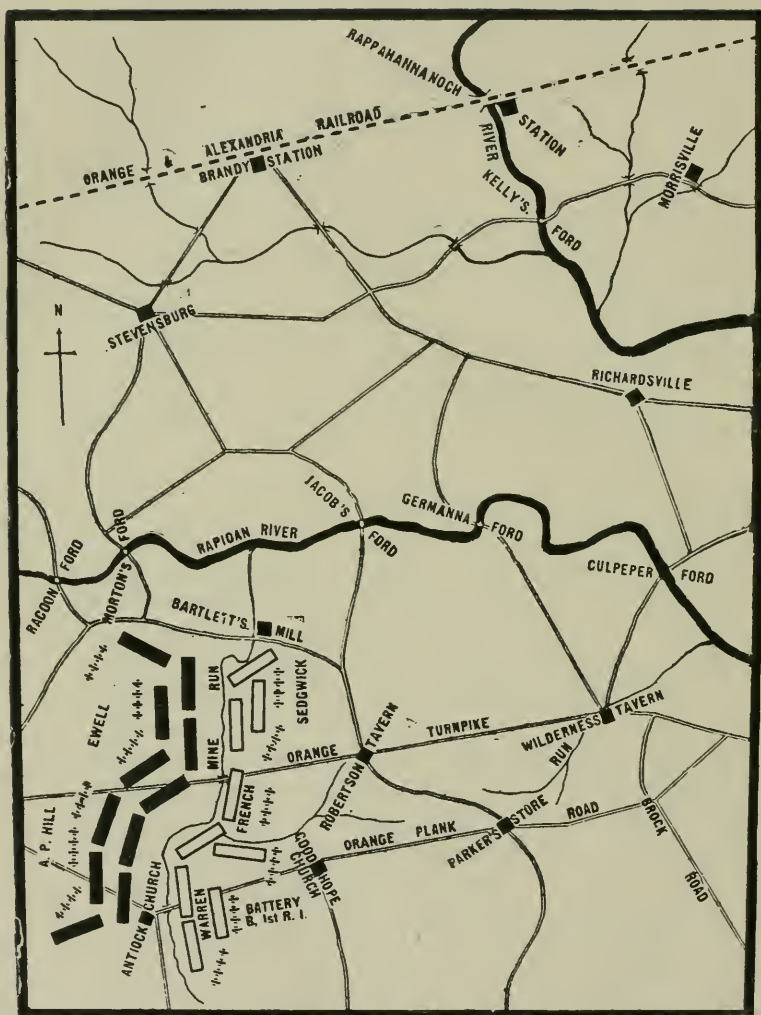 RAPPAHANNOCH
STATION
RIVER
ORANGE ALEXANDRIA RAILROAD
BRANDY STATION
MORRISVILLE
KELLY'S FORD
N
STEVENSBURG
RICHARDSVILLE
JACOB'S FORD
GERMANNA FORD
RAPIDAN RIVER
CULPEPER FORD
RACOON FORD
MORTON'S FORD
BARTLETT'S MILL
MINE RUN
SEDGWICK
EWELL
ORANGE TURNPIKE
ROBERTSON TAVERN
WILDERNESS TAVERN
RUN
FRENCH
A. P. HILL
GOOD HOPE
CHURCH
ORANGE PLANK ROAD
PARKER'S STORE
BROCK ROAD
ANTIOCK CHURCH
WARREN
BATTERY
B, 1st R. I.